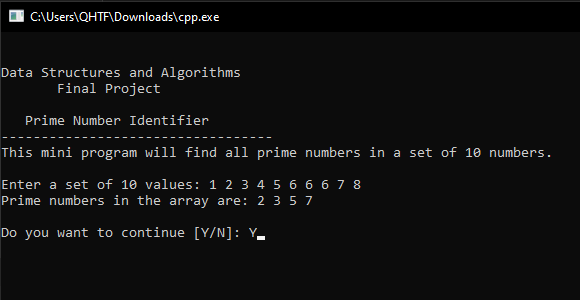 C:\Users\QHTF\Downloads\cpp.exe
Data Structures and Algorithms
Final Project
Prime Number Identifier
----------------------------------
This mini program will find all prime numbers in a set of 10 numbers.
Enter a set of 10 values: 1 2 3 4 5 6 6 6 7 8
Prime numbers in the array are: 2 3 5 7
Do you want to continue [Y/N]: Y